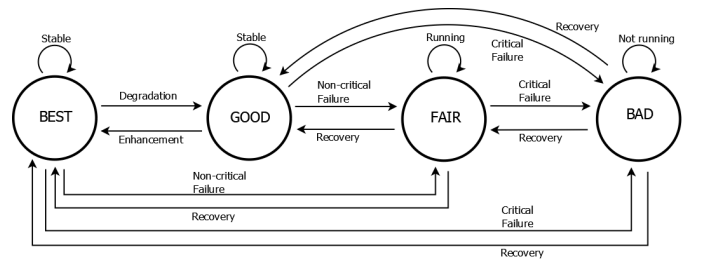 Recovery
Stable
Stable
Running
Not running
Critical
Failure
Degradation
Non-critical
Failure
Critical
Failure
BEST
GOOD
FAIR
BAD
Enhancement
Recovery
Recovery
Non-critical
Failure
Recovery
Critical
Failure
Recovery